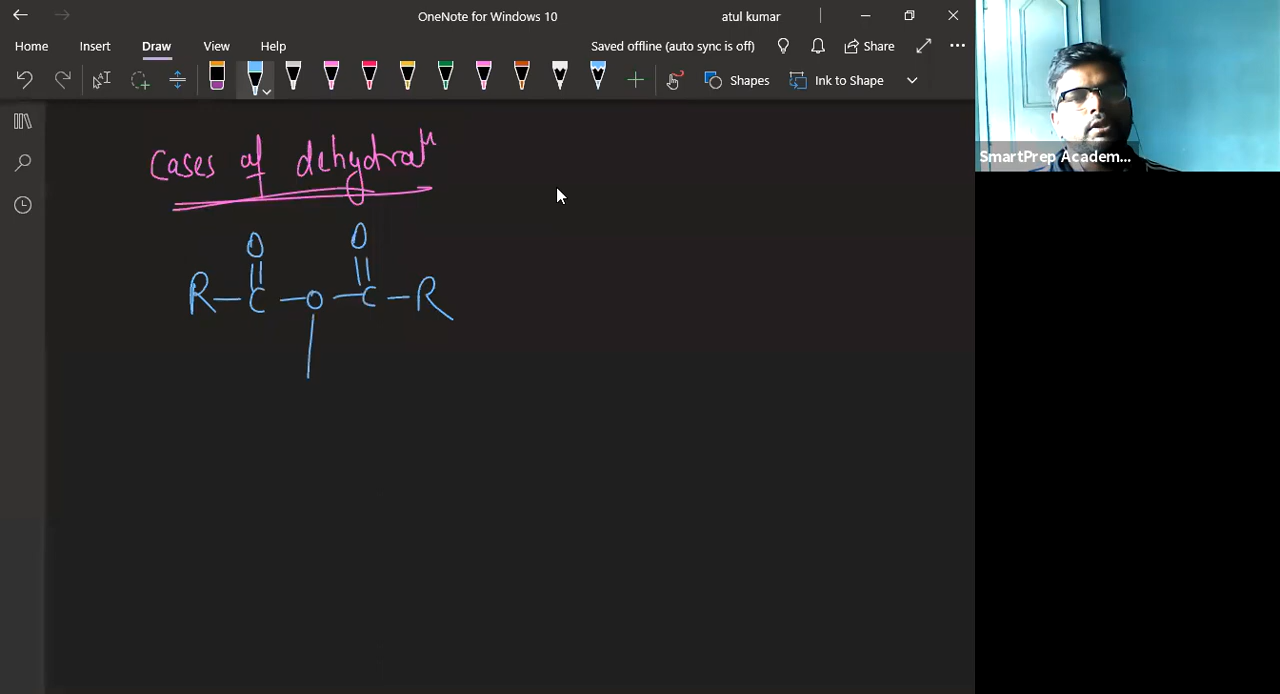 OneNote for Windows 10
atul kumar
Home Insert Draw View Help
Saved offline (auto sync is off)
Share
Shapes
Ink to Shape
SmartPrep Academ...
Cases of dehydratⁿ
O O
|| ||
R—C—O—C—R
|